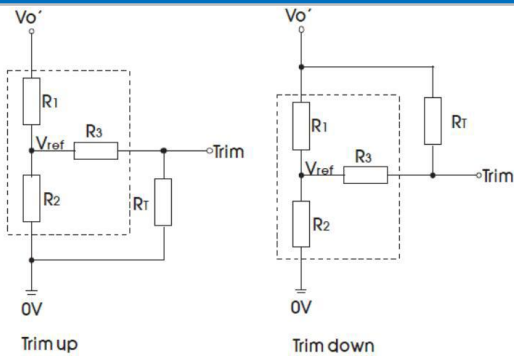 Vo´
R1
Vref
R3
Trim
R2
RT
0V
Trim up
Vo´
R1
RT
Vref
R3
Trim
R2
0V
Trim down